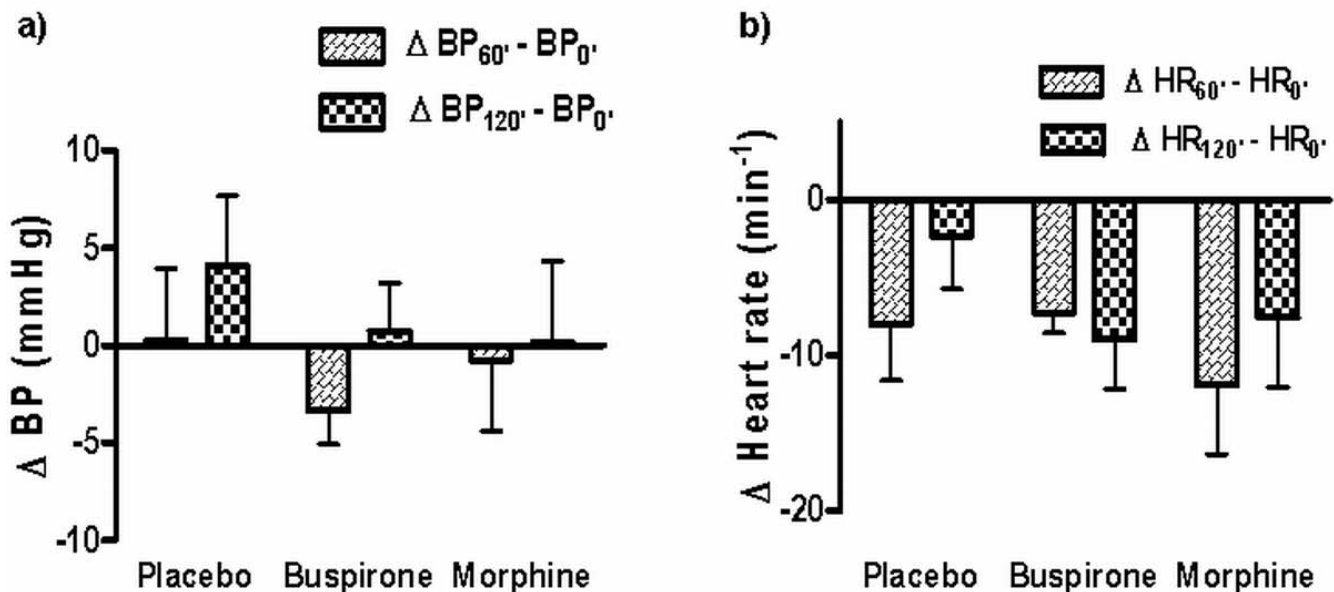 a)
Δ BP60' - BP0'
Δ BP120' - BP0'
Δ BP (mmHg)
10
5
0
-5
-10
Placebo Buspirone Morphine
b)
Δ HR60' - HR0'
Δ HR120' - HR0'
Δ Heart rate (min-1)
0
-10
-20
Placebo Buspirone Morphine